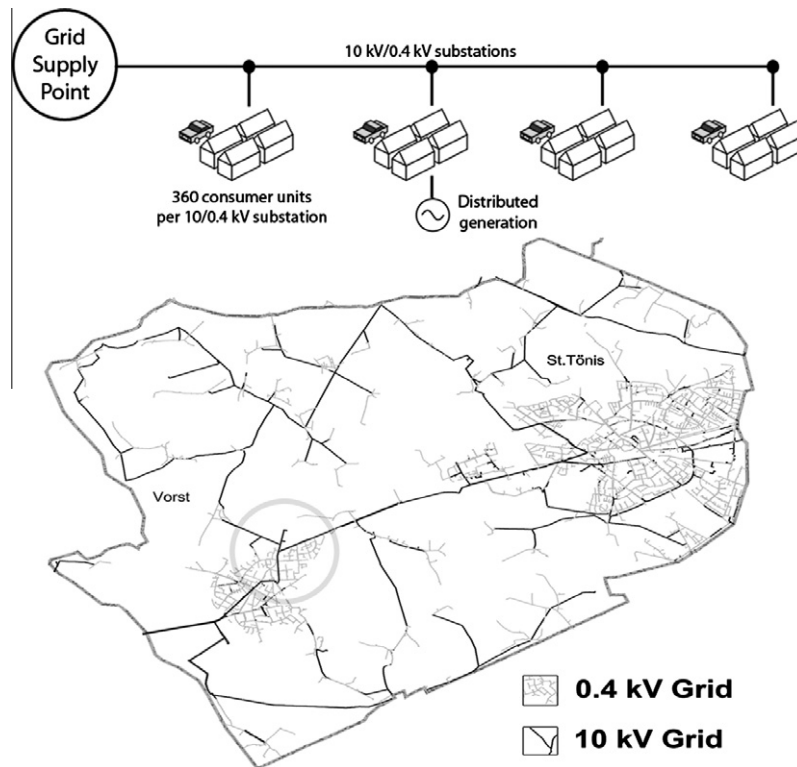 Grid
Supply
Point
10 kV/0.4 kV substations
360 consumer units
per 10/0.4 kV substation
Distributed
generation
St.Tönis
Vorst
0.4 kV Grid
10 kV Grid